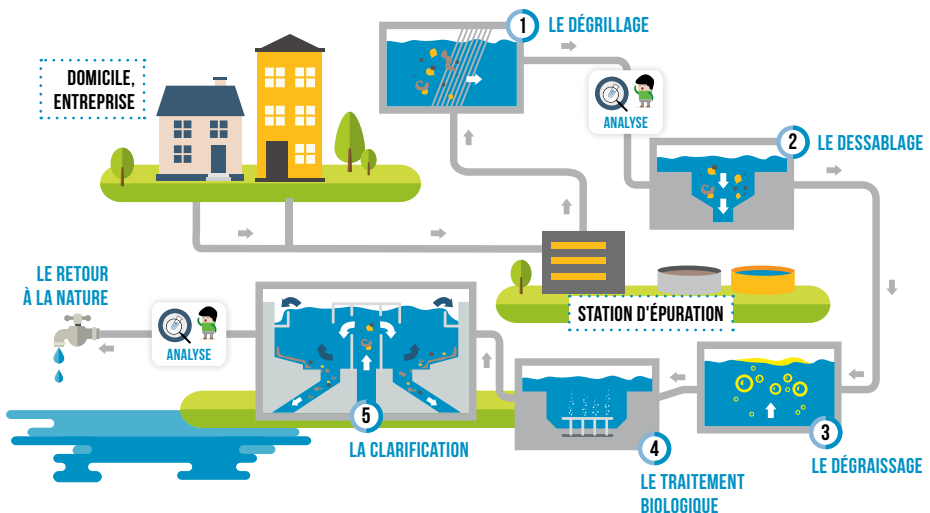 DOMICILE,
ENTREPRISE
1
LE DÉGRILLAGE
ANALYSE
2
LE DESSABLAGE
LE RETOUR
À LA NATURE
ANALYSE
STATION D'ÉPURATION
5
LA CLARIFICATION
4
LE TRAITEMENT
BIOLOGIQUE
3
LE DÉGRAISSAGE